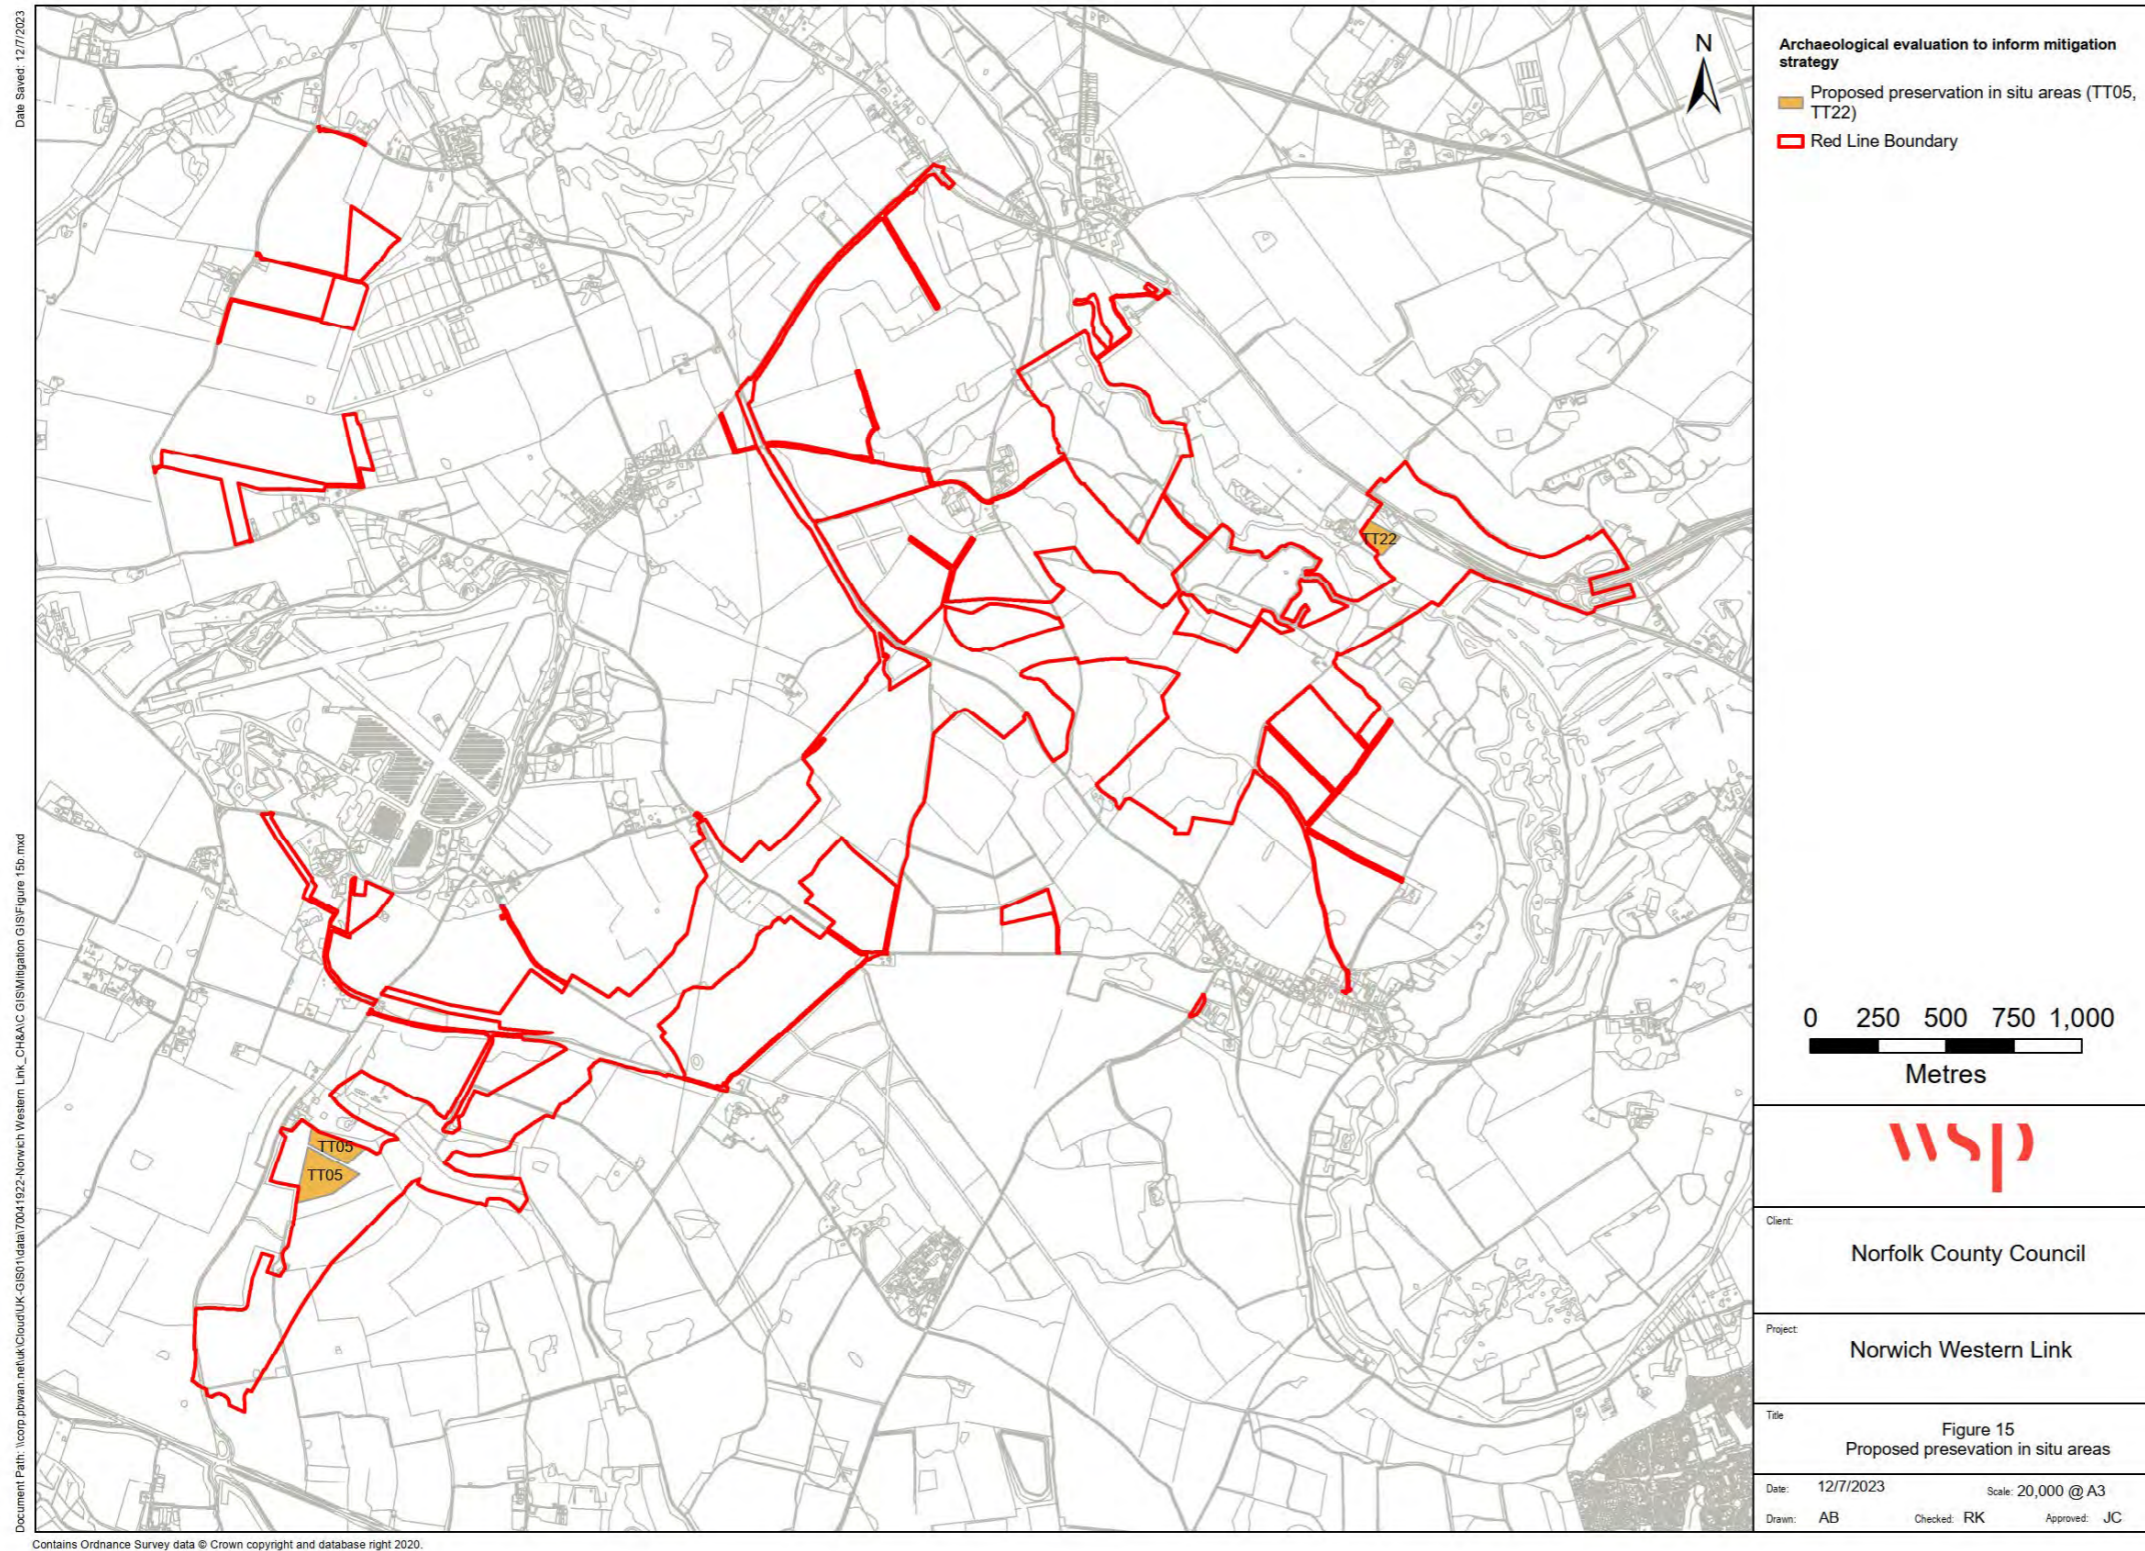 Date Saved: 12/7/2023
Document Path: \\corp.pbwan.net\uk\Cloud\UK-GIS01\data\70041922-Norwich Western Link_CH&A\C GIS\Mitigation GIS\Figure 15b.mxd
N
TT22
TT05
TT05
Archaeological evaluation to inform mitigation
strategy
Proposed preservation in situ areas (TT05,
TT22)
Red Line Boundary
0 250 500 750 1,000
Metres
wsp
Client:
Norfolk County Council
Project:
Norwich Western Link
Title
Figure 15
Proposed presevation in situ areas
Date: 12/7/2023 Scale: 20,000 @ A3
Drawn: AB Checked: RK Approved: JC
Contains Ordnance Survey data © Crown copyright and database right 2020.